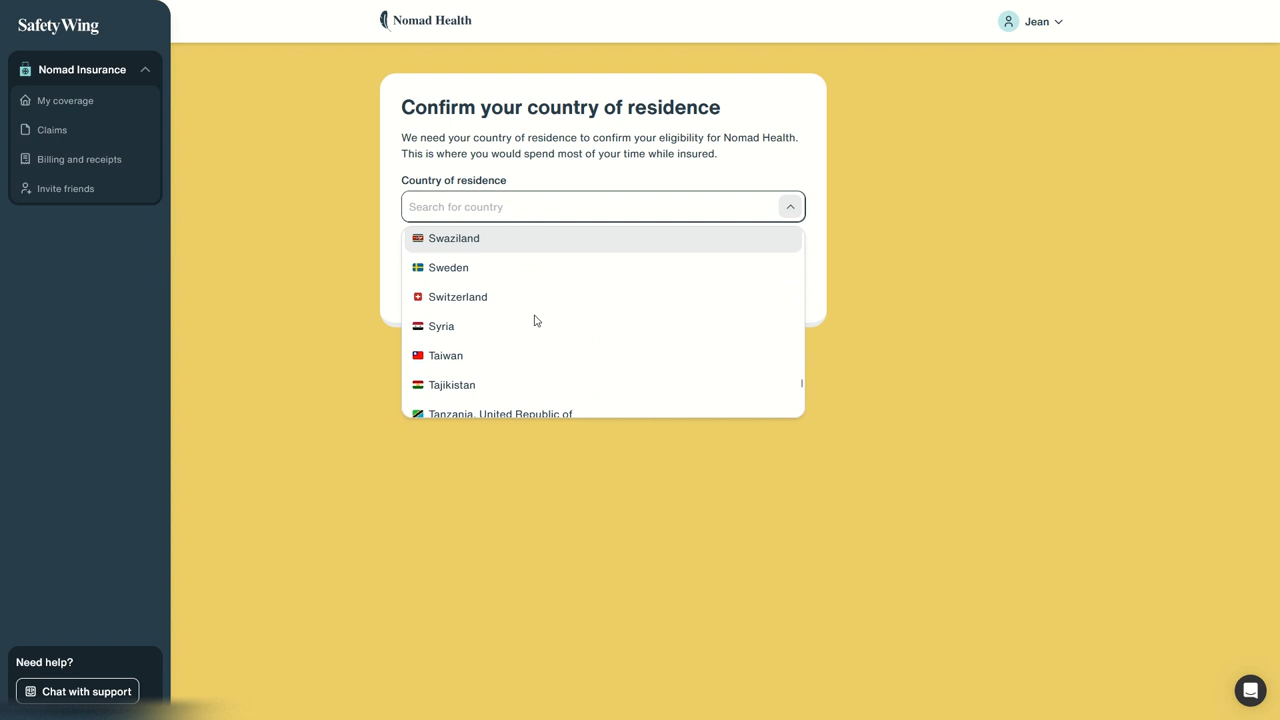 SafetyWing
Nomad Insurance
My coverage
Claims
Billing and receipts
Invite friends
Need help?
Chat with support
Nomad Health
Jean
Confirm your country of residence
We need your country of residence to confirm your eligibility for Nomad Health.
This is where you would spend most of your time while insured.
Country of residence
Search for country
Swaziland
Sweden
Switzerland
Syria
Taiwan
Tajikistan
Tanzania, United Republic of